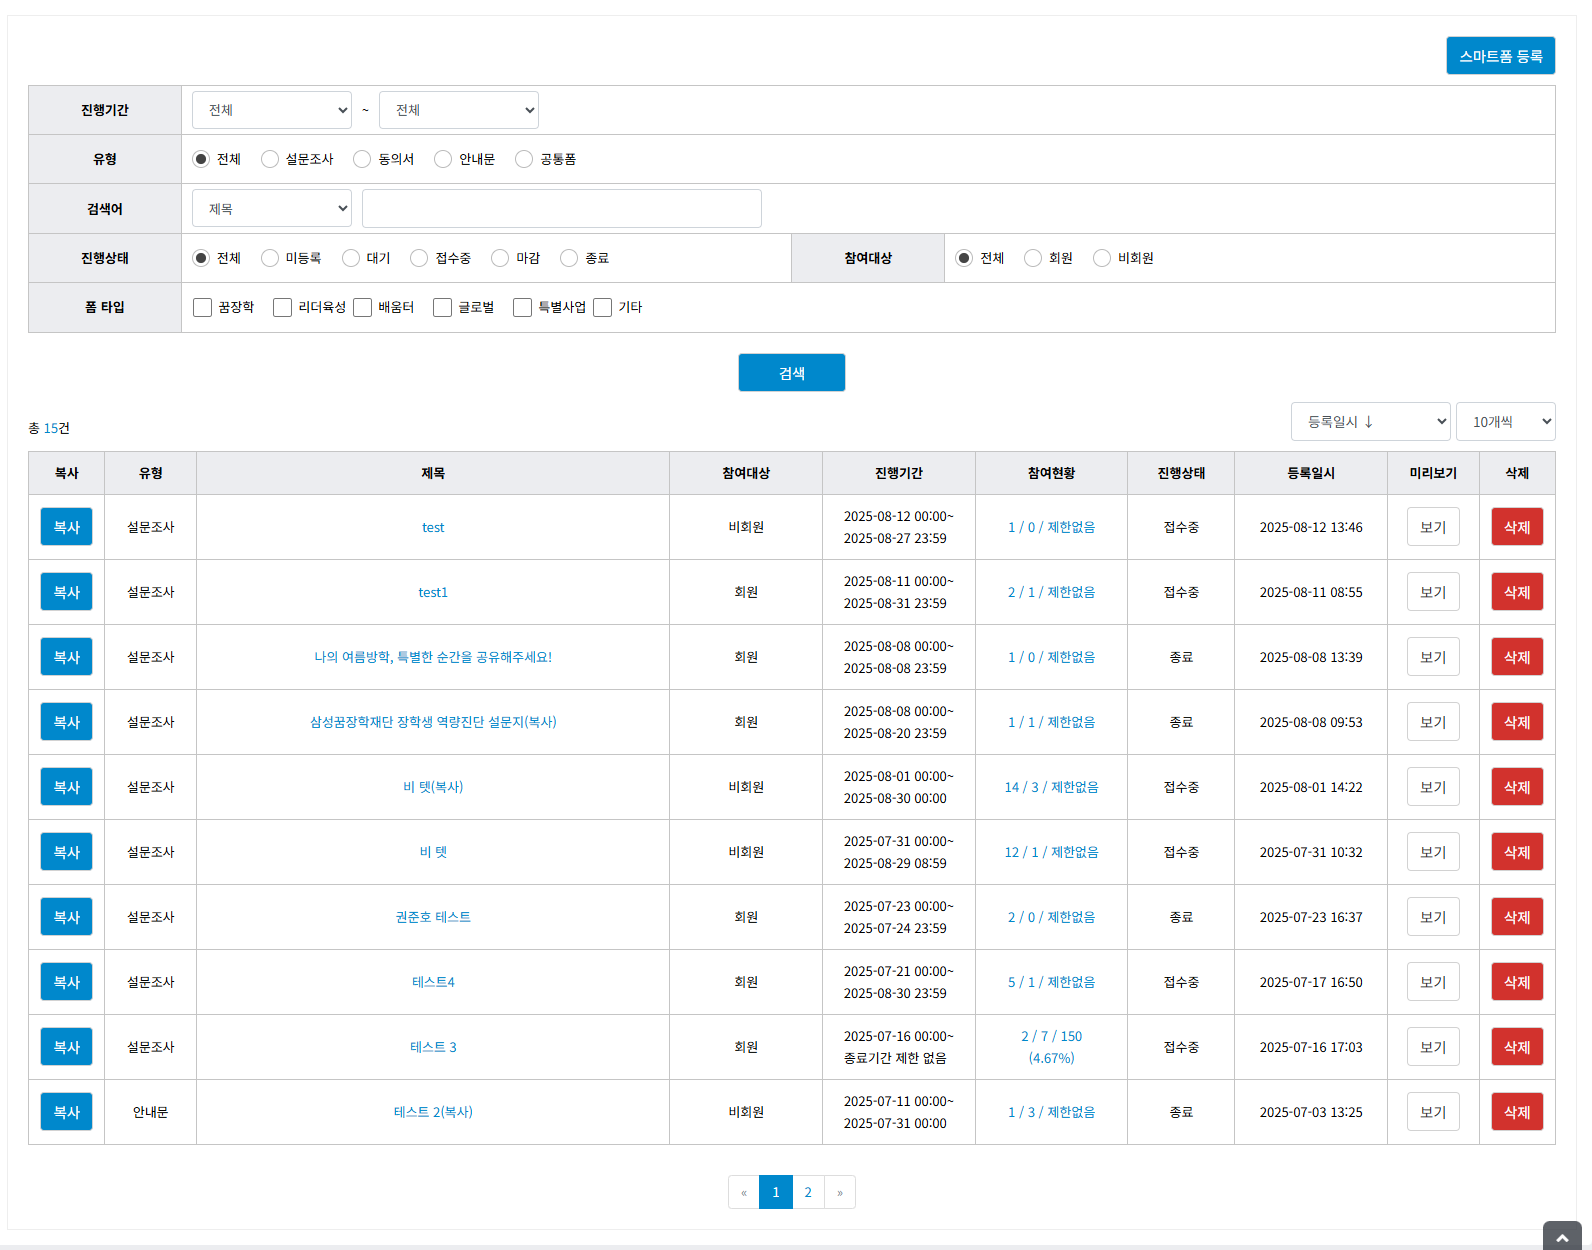 스마트폼 등록
진행기간 전체 ~ 전체
유형 전체 설문조사 동의서 안내문 공통폼
검색어 제목
진행상태 전체 미등록 대기 접수중 마감 종료 참여대상 전체 회원 비회원
폼 타입 꿈장학 리더육성 배움터 글로벌 특별사업 기타
검색
총 15건 등록일시 ↓ 10개씩
복사 유형 제목 참여대상 진행기간 참여현황 진행상태 등록일시 미리보기 삭제
복사 설문조사 test 비회원 2025-08-12 00:00~ 1 / 0 / 제한없음 접수중 2025-08-12 13:46 보기 삭제
2025-08-27 23:59
복사 설문조사 test1 회원 2025-08-11 00:00~ 2 / 1 / 제한없음 접수중 2025-08-11 08:55 보기 삭제
2025-08-31 23:59
복사 설문조사 나의 여름방학, 특별한 순간을 공유해주세요! 회원 2025-08-08 00:00~ 1 / 0 / 제한없음 종료 2025-08-08 13:39 보기 삭제
2025-08-08 23:59
복사 설문조사 삼성꿈장학재단 장학생 역량진단 설문지(복사) 회원 2025-08-08 00:00~ 1 / 1 / 제한없음 종료 2025-08-08 09:53 보기 삭제
2025-08-20 23:59
복사 설문조사 비 텟(복사) 비회원 2025-08-01 00:00~ 14 / 3 / 제한없음 접수중 2025-08-01 14:22 보기 삭제
2025-08-30 00:00
복사 설문조사 비 텟 비회원 2025-07-31 00:00~ 12 / 1 / 제한없음 접수중 2025-07-31 10:32 보기 삭제
2025-08-29 08:59
복사 설문조사 권준호 테스트 회원 2025-07-23 00:00~ 2 / 0 / 제한없음 종료 2025-07-23 16:37 보기 삭제
2025-07-24 23:59
복사 설문조사 테스트4 회원 2025-07-21 00:00~ 5 / 1 / 제한없음 접수중 2025-07-17 16:50 보기 삭제
2025-08-30 23:59
복사 설문조사 테스트 3 회원 2025-07-16 00:00~ 2 / 7 / 150 접수중 2025-07-16 17:03 보기 삭제
종료기간 제한 없음 (4.67%)
복사 안내문 테스트 2(복사) 비회원 2025-07-11 00:00~ 1 / 3 / 제한없음 종료 2025-07-03 13:25 보기 삭제
2025-07-31 00:00
« 1 2 »